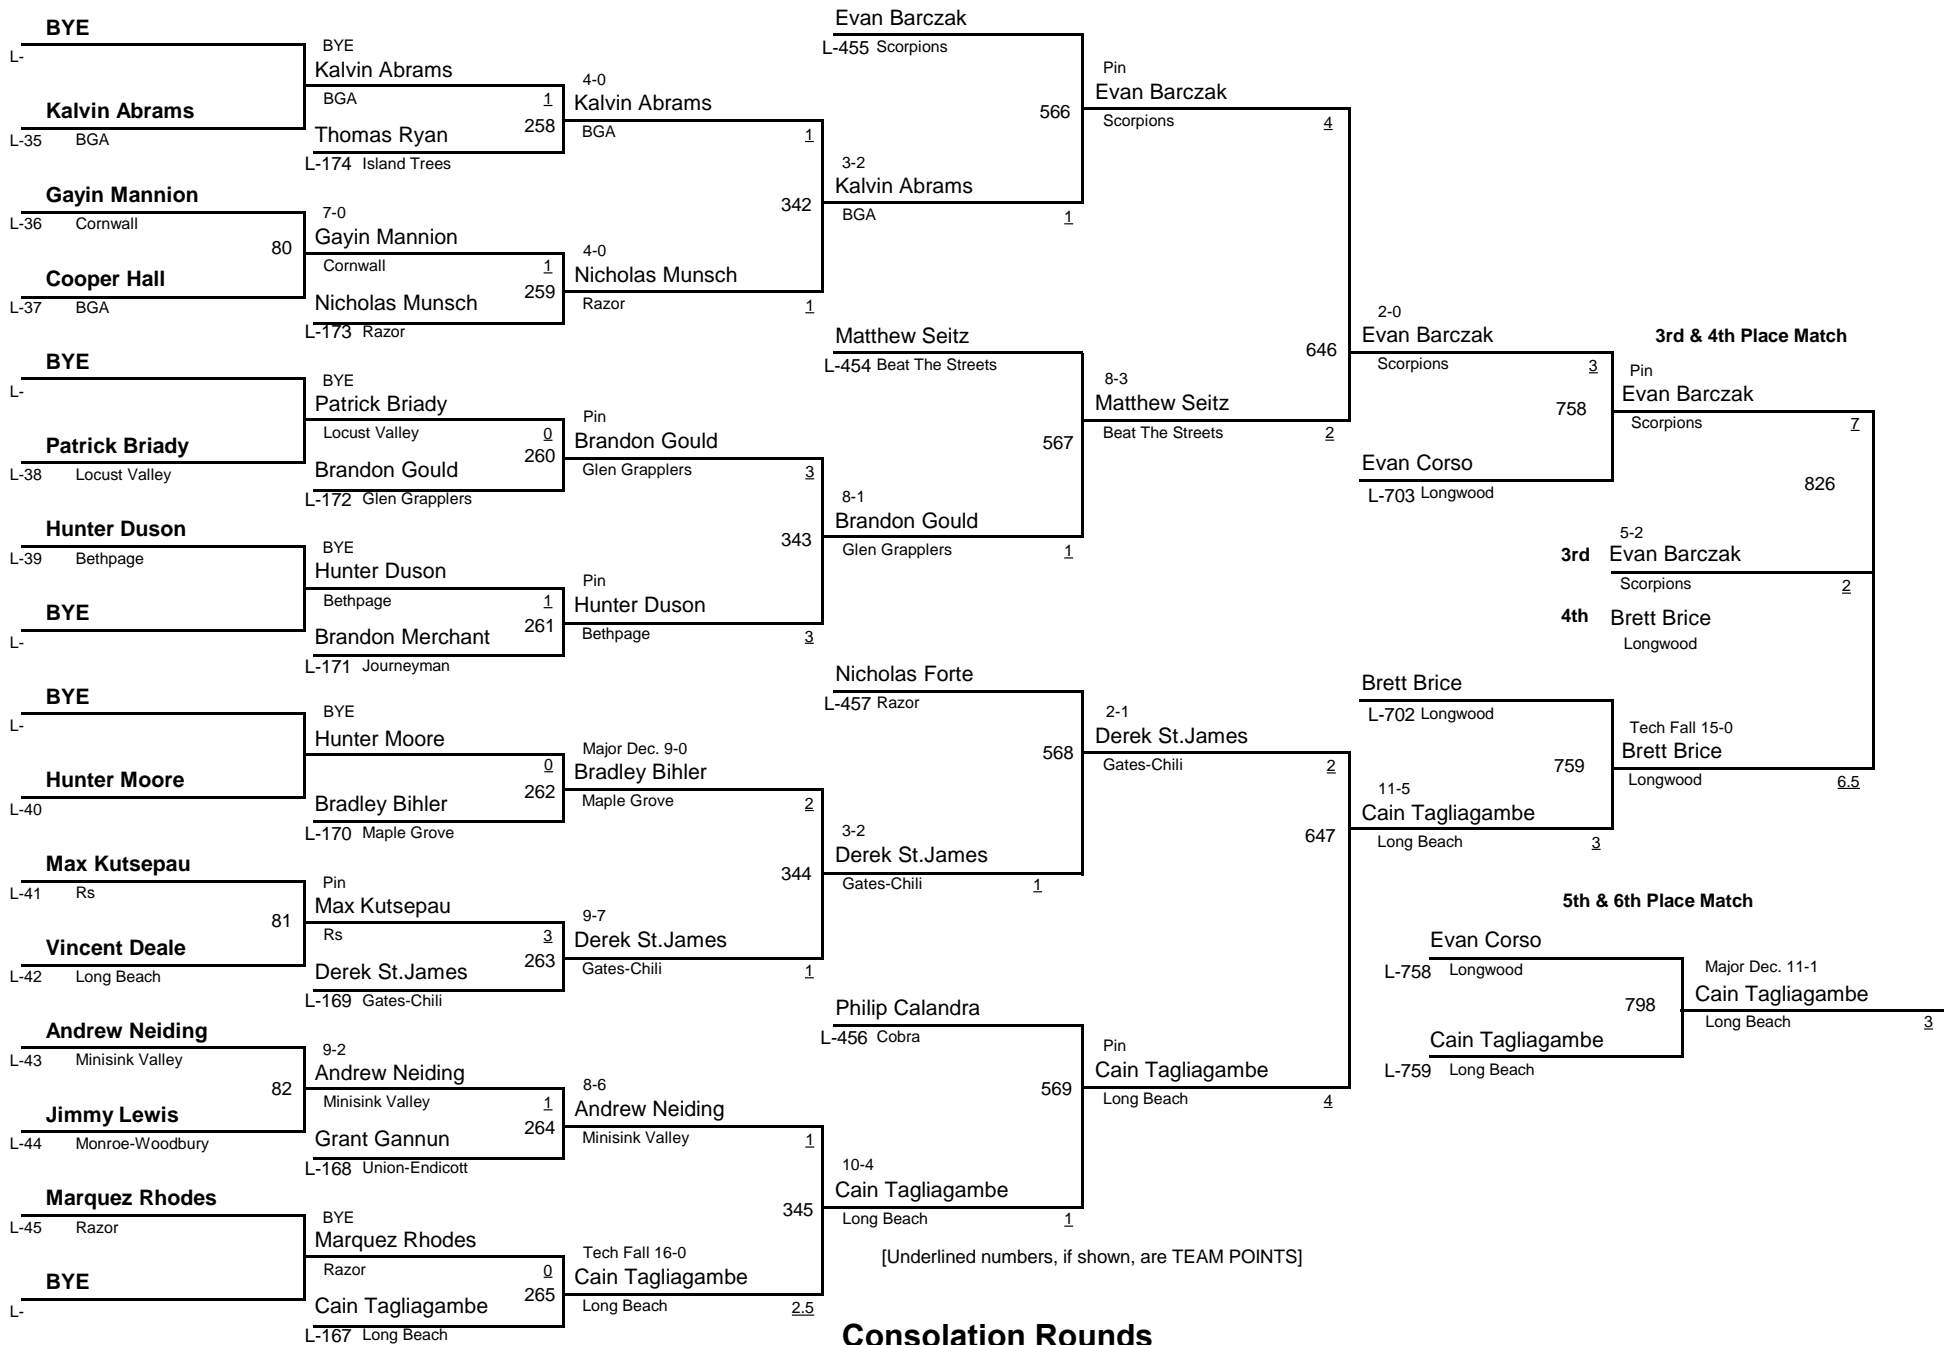 BYE
L-
Kalvin Abrams
L-35 BGA
Gayin Mannion
L-36 Cornwall
80
Cooper Hall
L-37 BGA
BYE
L-
Patrick Briady
L-38 Locust Valley
Hunter Duson
L-39 Bethpage
BYE
L-
BYE
L-
Hunter Moore
L-40
Max Kutsepau
L-41 Rs
81
Vincent Deale
L-42 Long Beach
Andrew Neiding
L-43 Minisink Valley
82
Jimmy Lewis
L-44 Monroe-Woodbury
Marquez Rhodes
L-45 Razor
BYE
L-
BYE
Kalvin Abrams
BGA 1
258
Thomas Ryan
L-174 Island Trees
7-0
Gayin Mannion
Cornwall 1
259
Nicholas Munsch
L-173 Razor
BYE
Patrick Briady
Locust Valley 0
260
Brandon Gould
L-172 Glen Grapplers
BYE
Hunter Duson
Bethpage 1
261
Brandon Merchant
L-171 Journeyman
BYE
Hunter Moore
0
262
Bradley Bihler
L-170 Maple Grove
Pin
Max Kutsepau
Rs 3
263
Derek St.James
L-169 Gates-Chili
9-2
Andrew Neiding
Minisink Valley 1
264
Grant Gannun
L-168 Union-Endicott
BYE
Marquez Rhodes
Razor 0
265
Cain Tagliagambe
L-167 Long Beach
4-0
Kalvin Abrams
BGA 1
342
4-0
Nicholas Munsch
Razor 1
Pin
Brandon Gould
Glen Grapplers 3
343
Pin
Hunter Duson
Bethpage 3
Major Dec. 9-0
Bradley Bihler
Maple Grove 2
344
9-7
Derek St.James
Gates-Chili 1
8-6
Andrew Neiding
Minisink Valley 1
345
Tech Fall 16-0
Cain Tagliagambe
Long Beach 2.5
Evan Barczak
L-455 Scorpions
566
3-2
Kalvin Abrams
BGA 1
Matthew Seitz
L-454 Beat The Streets
567
8-1
Brandon Gould
Glen Grapplers 1
Nicholas Forte
L-457 Razor
568
3-2
Derek St.James
Gates-Chili 1
Philip Calandra
L-456 Cobra
569
10-4
Cain Tagliagambe
Long Beach 1
Pin
Evan Barczak
Scorpions 4
646
8-3
Matthew Seitz
Beat The Streets 2
2-1
Derek St.James
Gates-Chili 2
647
Pin
Cain Tagliagambe
Long Beach 4
2-0
Evan Barczak
Scorpions 3
758
Evan Corso
L-703 Longwood
Brett Brice
L-702 Longwood
759
11-5
Cain Tagliagambe
Long Beach 3
3rd & 4th Place Match
Pin
Evan Barczak
Scorpions 7
826
5-2
3rd Evan Barczak
Scorpions 2
4th Brett Brice
Longwood
Tech Fall 15-0
Brett Brice
Longwood 6.5
5th & 6th Place Match
Evan Corso
L-758 Longwood
798
Cain Tagliagambe
L-759 Long Beach
Major Dec. 11-1
Cain Tagliagambe
Long Beach 3
[Underlined numbers, if shown, are TEAM POINTS]
Consolation Rounds